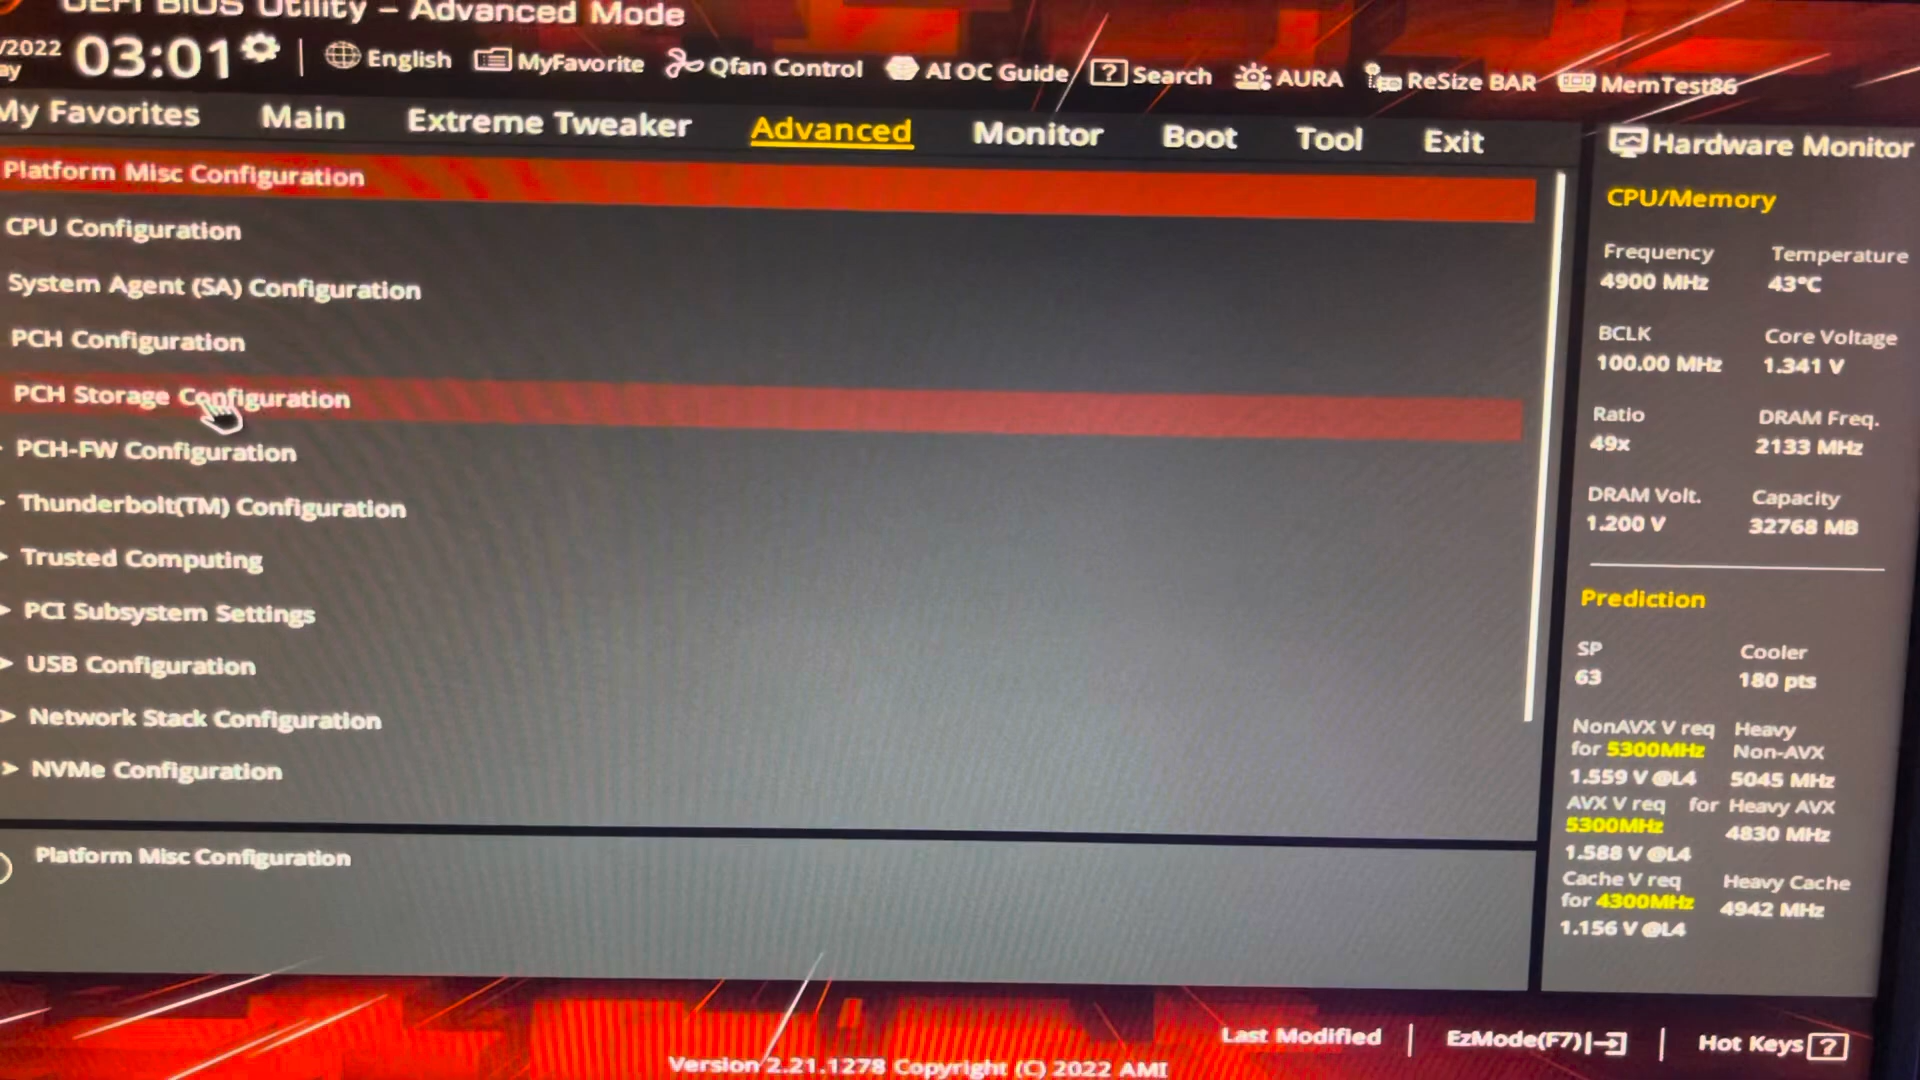 UEFI BIOS Utility – Advanced Mode
/2022
ay
03:01
English
MyFavorite
Qfan Control
AI OC Guide
? Search
AURA
ReSize BAR
MemTest86
My Favorites
Main
Extreme Tweaker
Advanced
Monitor
Boot
Tool
Exit
Hardware Monitor
Platform Misc Configuration
CPU Configuration
System Agent (SA) Configuration
PCH Configuration
PCH Storage Configuration
PCH-FW Configuration
Thunderbolt(TM) Configuration
Trusted Computing
PCI Subsystem Settings
USB Configuration
Network Stack Configuration
NVMe Configuration
Platform Misc Configuration
CPU/Memory
Frequency Temperature
4900 MHz 43°C
BCLK Core Voltage
100.00 MHz 1.341 V
Ratio DRAM Freq.
49x 2133 MHz
DRAM Volt. Capacity
1.200 V 32768 MB
Prediction
SP Cooler
63 180 pts
NonAVX V req Heavy
for 5300MHz Non-AVX
1.559 V @L4 5045 MHz
AVX V req for Heavy AVX
5300MHz 4830 MHz
1.588 V @L4
Cache V req Heavy Cache
for 4300MHz 4942 MHz
1.156 V @L4
Last Modified
EzMode(F7)
Hot Keys ?
Version 2.21.1278 Copyright (C) 2022 AMI